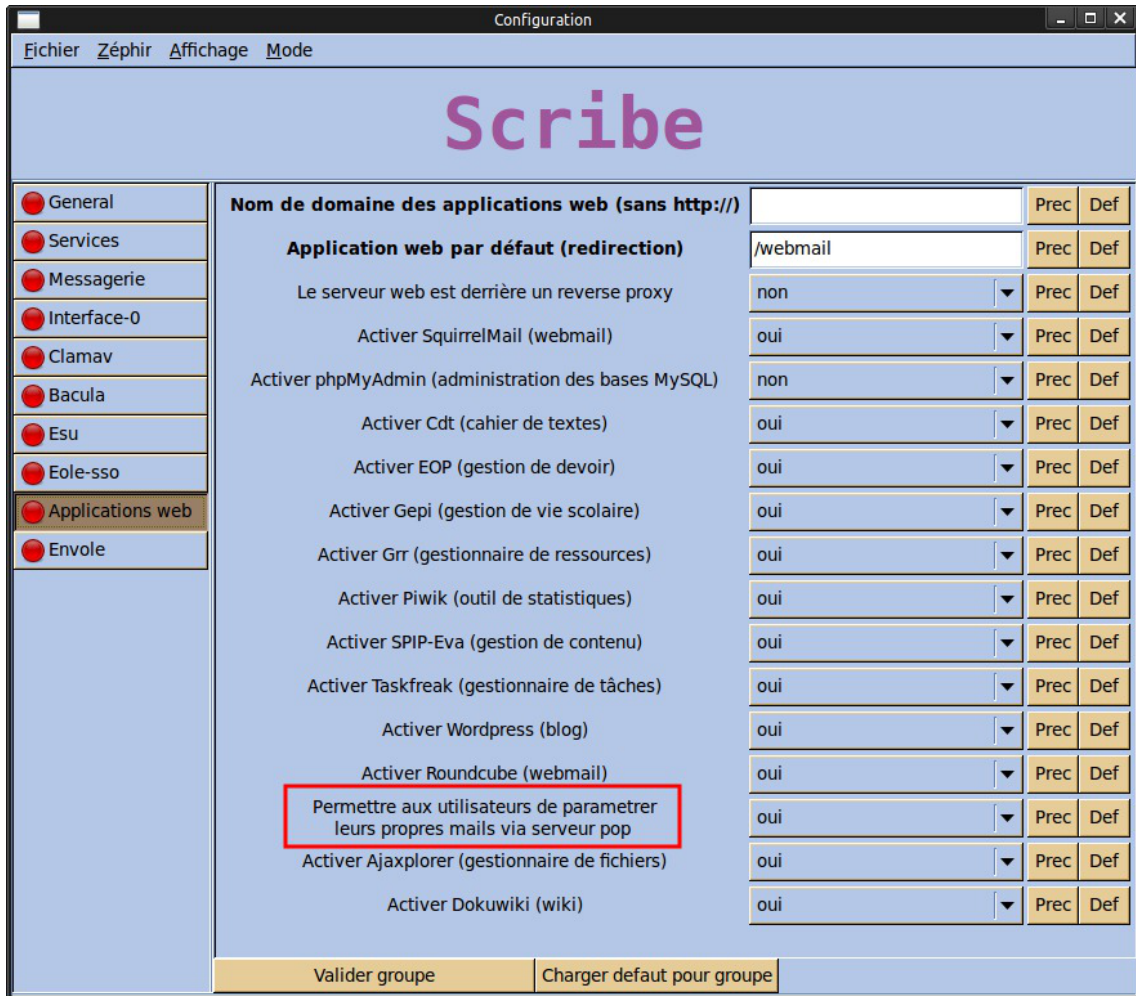 Configuration
Fichier Zéphir Affichage Mode
Scribe
General
Services
Messagerie
Interface-0
Clamav
Bacula
Esu
Eole-sso
Applications web
Envole
Nom de domaine des applications web (sans http://) Prec Def
Application web par défaut (redirection) /webmail Prec Def
Le serveur web est derrière un reverse proxy non Prec Def
Activer SquirrelMail (webmail) oui Prec Def
Activer phpMyAdmin (administration des bases MySQL) non Prec Def
Activer Cdt (cahier de textes) oui Prec Def
Activer EOP (gestion de devoir) oui Prec Def
Activer Gepi (gestion de vie scolaire) oui Prec Def
Activer Grr (gestionnaire de ressources) oui Prec Def
Activer Piwik (outil de statistiques) oui Prec Def
Activer SPIP-Eva (gestion de contenu) oui Prec Def
Activer Taskfreak (gestionnaire de tâches) oui Prec Def
Activer Wordpress (blog) oui Prec Def
Activer Roundcube (webmail) oui Prec Def
Permettre aux utilisateurs de parametrer
leurs propres mails via serveur pop oui Prec Def
Activer Ajaxplorer (gestionnaire de fichiers) oui Prec Def
Activer Dokuwiki (wiki) oui Prec Def
Valider groupe Charger defaut pour groupe